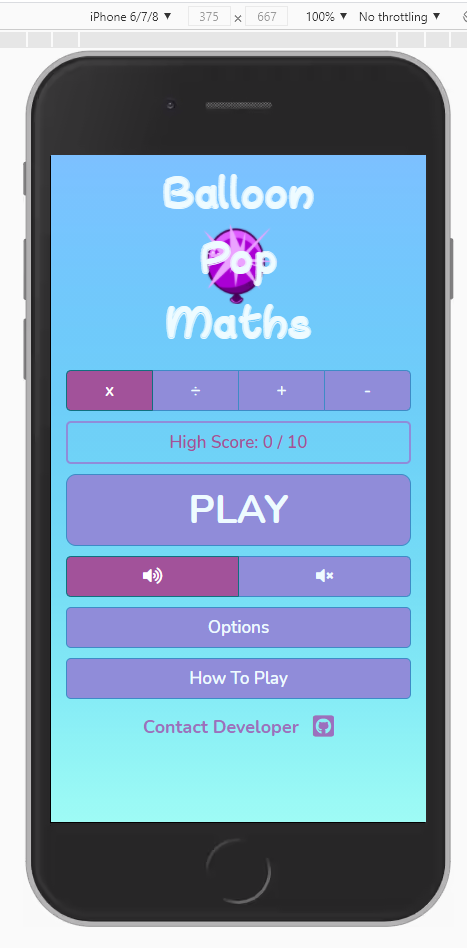 iPhone 6/7/8 ▼ 375 × 667 100% ▼ No throttling ▼
Balloon
Pop
Maths
x ÷ + -
High Score: 0 / 10
PLAY
Options
How To Play
Contact Developer